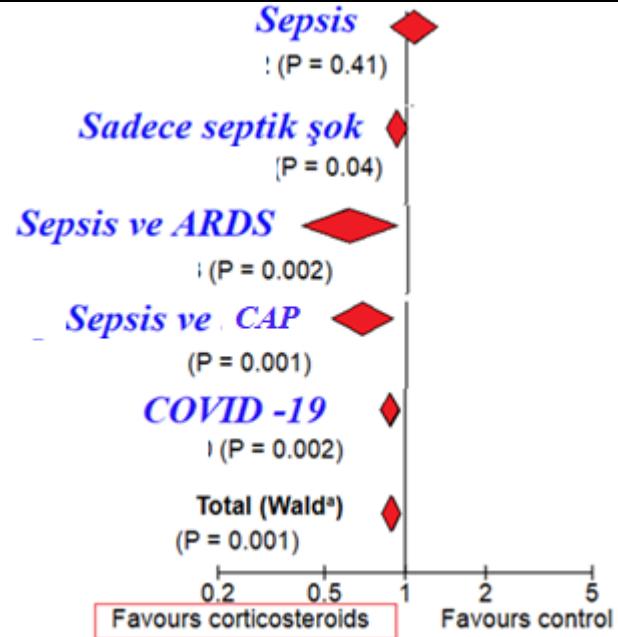 Sepsis
(P = 0.41)
Sadece septik şok
(P = 0.04)
Sepsis ve ARDS
(P = 0.002)
Sepsis ve CAP
(P = 0.001)
COVID -19
) (P = 0.002)
Total (Waldᵃ)
(P = 0.001)
0.2 0.5 1 2 5
Favours corticosteroids Favours control